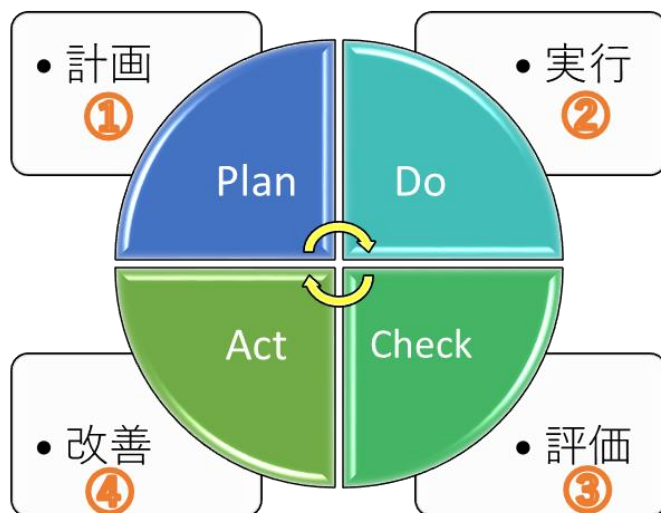 • 計画
①
• 実行
②
Plan
Do
Act
Check
• 改善
④
• 評価
③